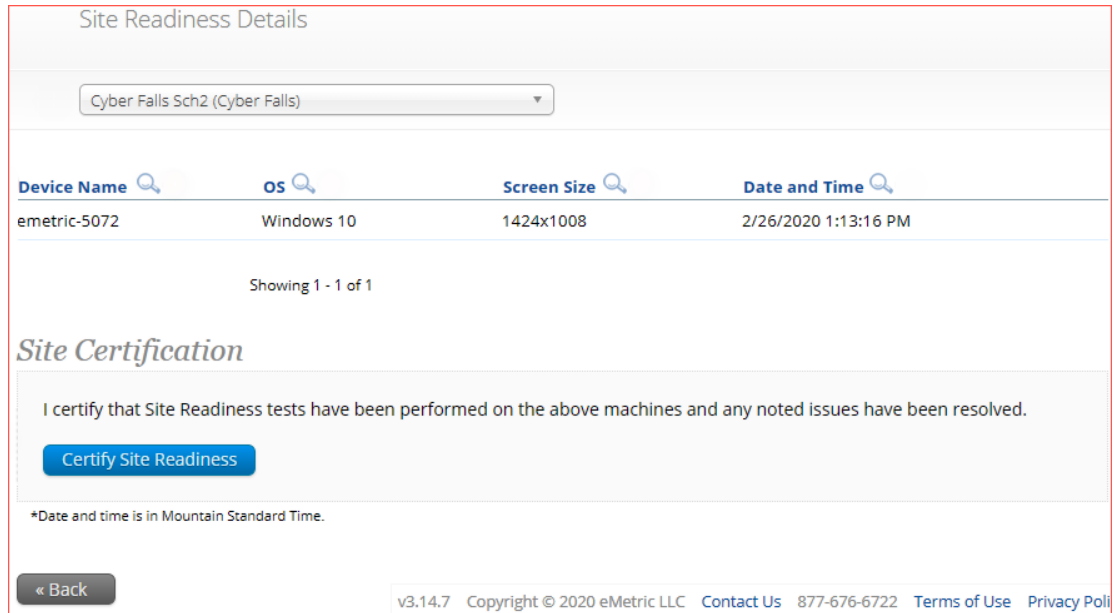 Site Readiness Details
Cyber Falls Sch2 (Cyber Falls)
Device Name OS Screen Size Date and Time
emetric-5072 Windows 10 1424x1008 2/26/2020 1:13:16 PM
Showing 1 - 1 of 1
Site Certification
I certify that Site Readiness tests have been performed on the above machines and any noted issues have been resolved.
Certify Site Readiness
*Date and time is in Mountain Standard Time.
« Back
v3.14.7 Copyright © 2020 eMetric LLC Contact Us 877-676-6722 Terms of Use Privacy Poli